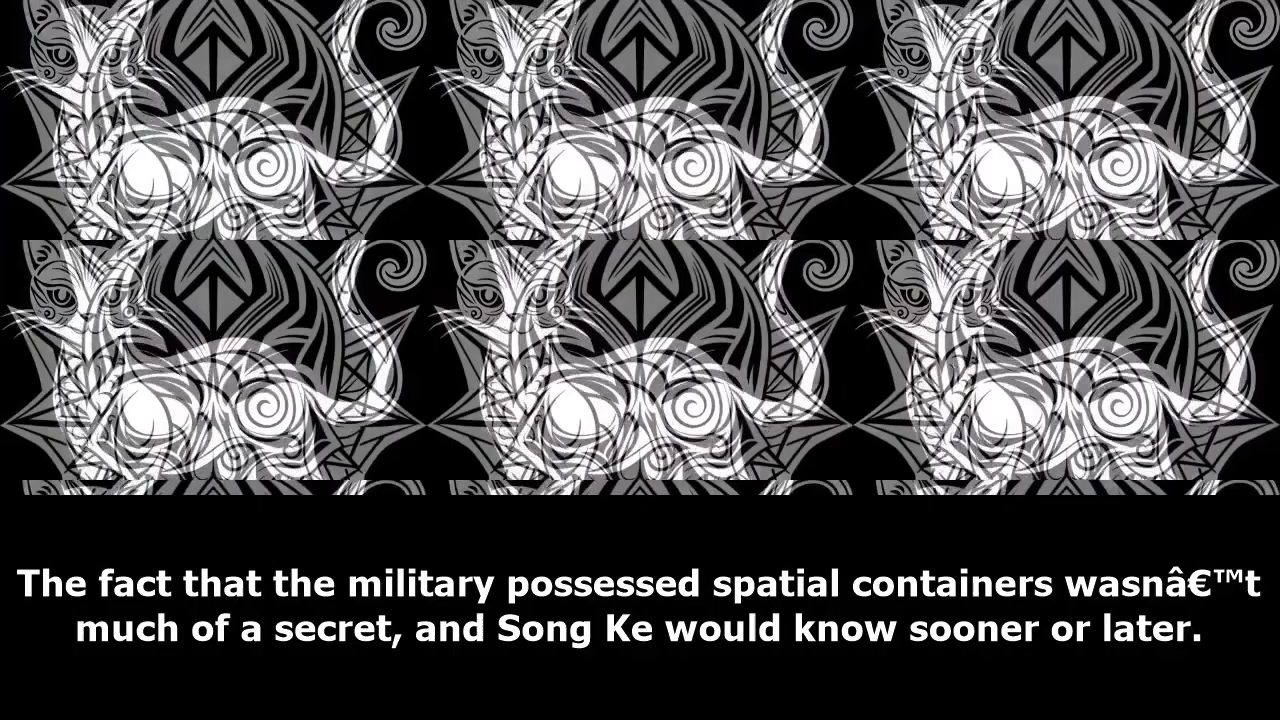 The fact that the military possessed spatial containers wasnâ€™t
much of a secret, and Song Ke would know sooner or later.